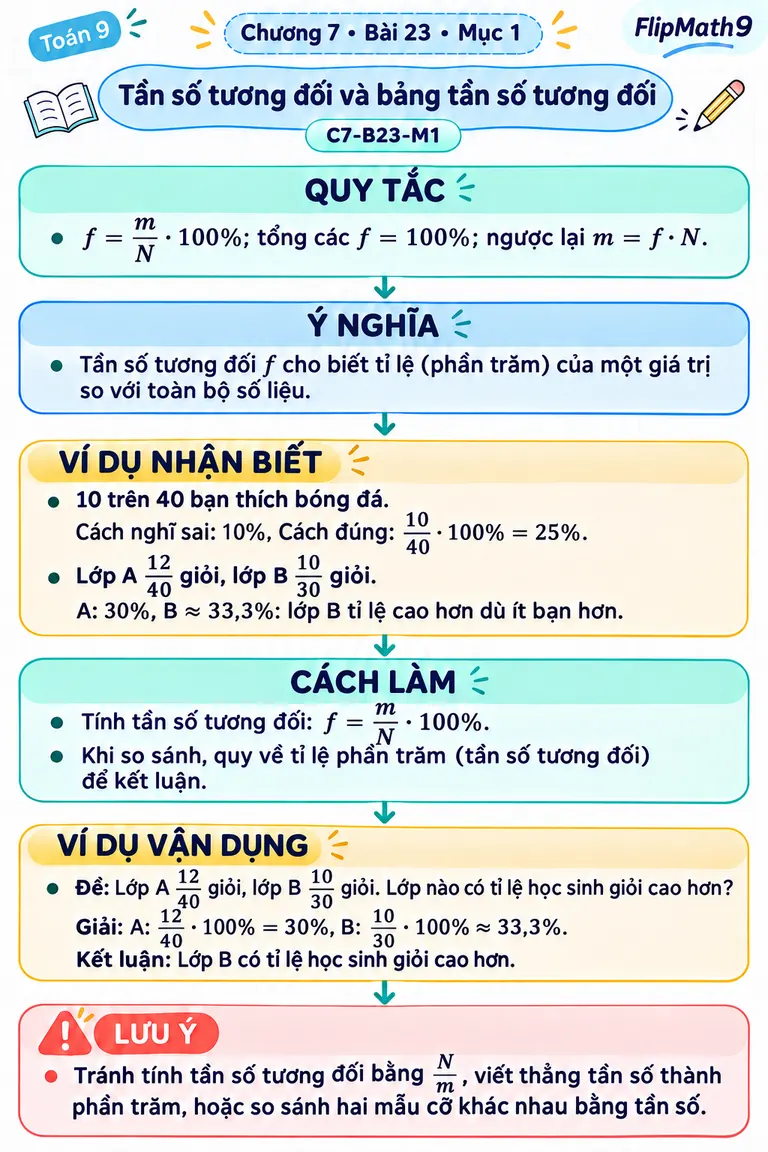 Toán 9
Chương 7 • Bài 23 • Mục 1
FlipMath9
Tần số tương đối và bảng tần số tương đối
C7-B23-M1
QUY TẮC
• f = m/N · 100%; tổng các f = 100%; ngược lại m = f · N.
Ý NGHĨA
• Tần số tương đối f cho biết tỉ lệ (phần trăm) của một giá trị
so với toàn bộ số liệu.
VÍ DỤ NHẬN BIẾT
• 10 trên 40 bạn thích bóng đá.
Cách nghĩ sai: 10%, Cách đúng: 10/40 · 100% = 25%.
• Lớp A 12/40 giỏi, lớp B 10/30 giỏi.
A: 30%, B ≈ 33,3%: lớp B tỉ lệ cao hơn dù ít bạn hơn.
CÁCH LÀM
• Tính tần số tương đối: f = m/N · 100%.
• Khi so sánh, quy về tỉ lệ phần trăm (tần số tương đối)
để kết luận.
VÍ DỤ VẬN DỤNG
• Đề: Lớp A 12/40 giỏi, lớp B 10/30 giỏi. Lớp nào có tỉ lệ học sinh giỏi cao hơn?
Giải: A: 12/40 · 100% = 30%, B: 10/30 · 100% ≈ 33,3%.
Kết luận: Lớp B có tỉ lệ học sinh giỏi cao hơn.
LƯU Ý
• Tránh tính tần số tương đối bằng N/m, viết thẳng tần số thành
phần trăm, hoặc so sánh hai mẫu cỡ khác nhau bằng tần số.